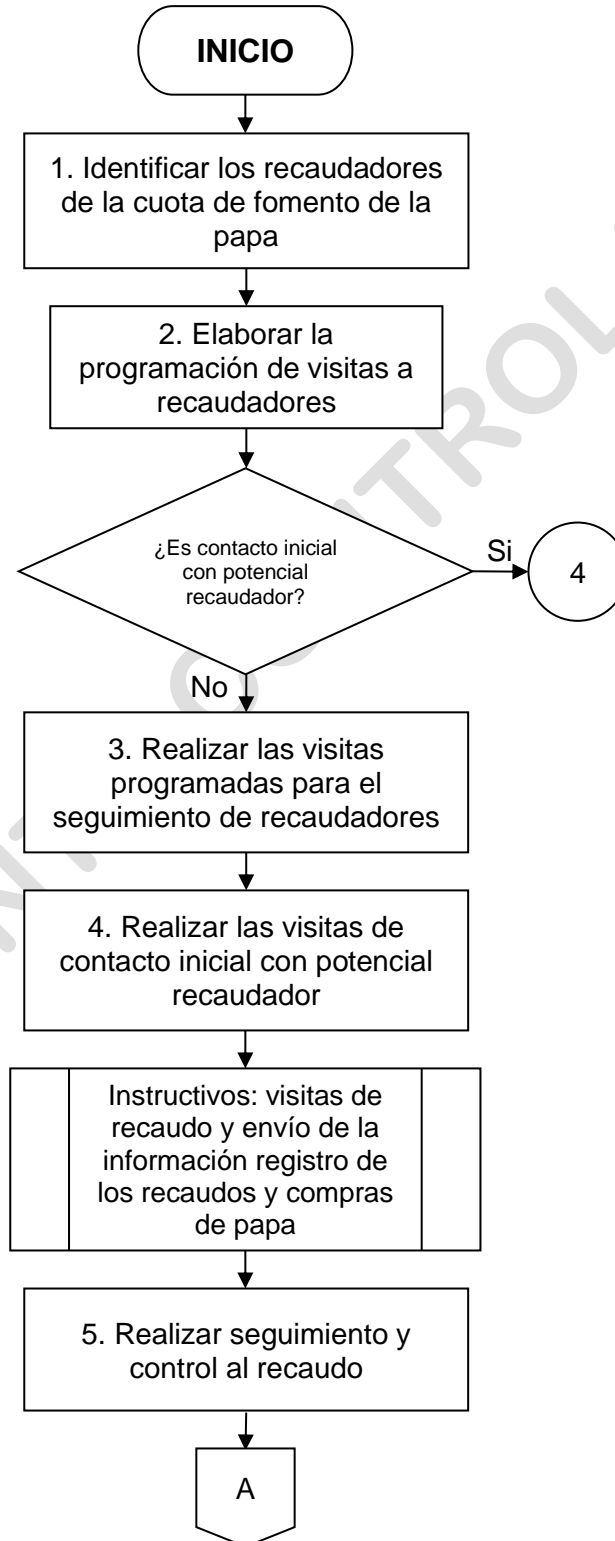 INICIO
1. Identificar los recaudadores
de la cuota de fomento de la
papa
2. Elaborar la
programación de visitas a
recaudadores
¿Es contacto inicial
con potencial
recaudador?
Si
4
No
3. Realizar las visitas
programadas para el
seguimiento de recaudadores
4. Realizar las visitas de
contacto inicial con potencial
recaudador
Instructivos: visitas de
recaudo y envío de la
información registro de
los recaudos y compras
de papa
5. Realizar seguimiento y
control al recaudo
A